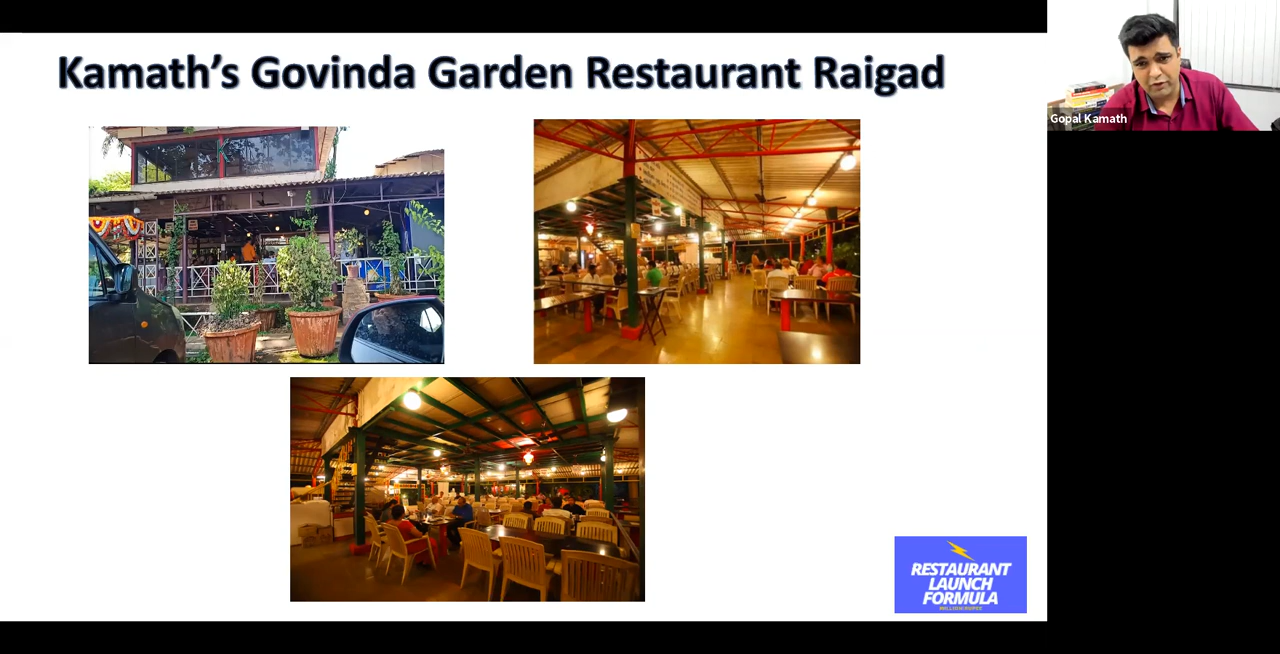 Kamath's Govinda Garden Restaurant Raigad
Gopal Kamath
K
RESTAURANT
LAUNCH
FORMULA